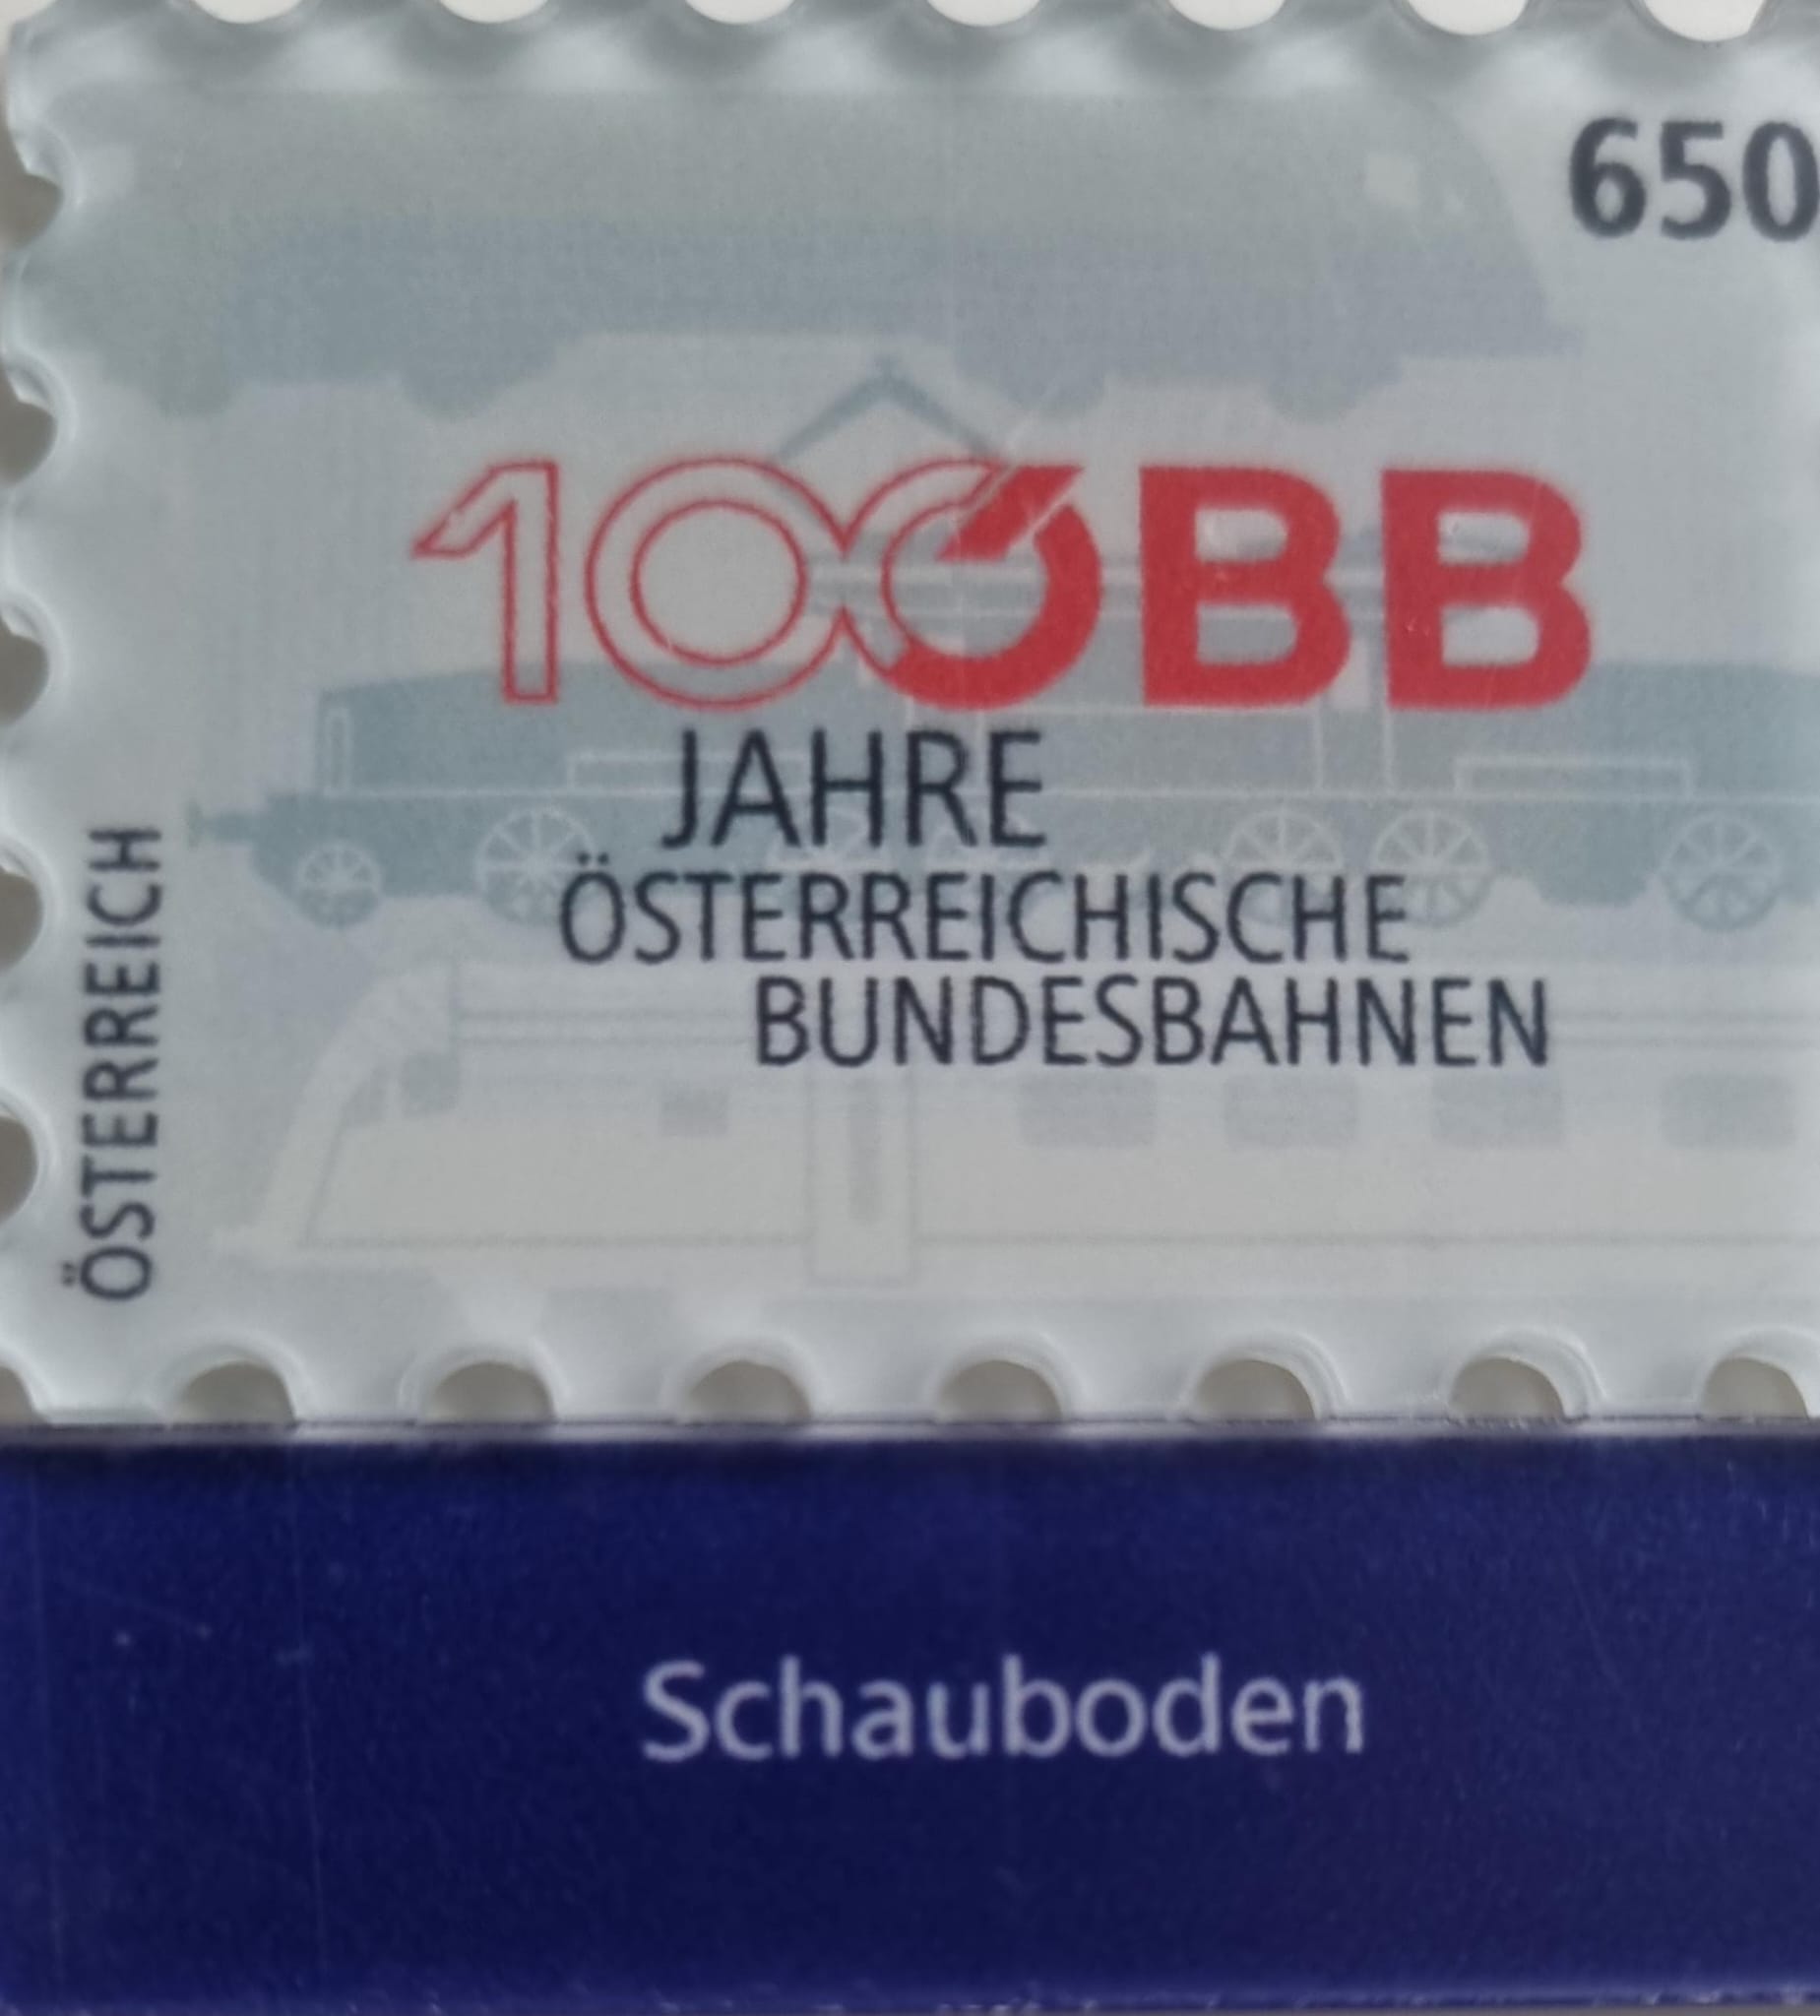 650
100BB
JAHRE
ÖSTERREICHISCHE
BUNDESBAHNEN
ÖSTERREICH
Schauboden